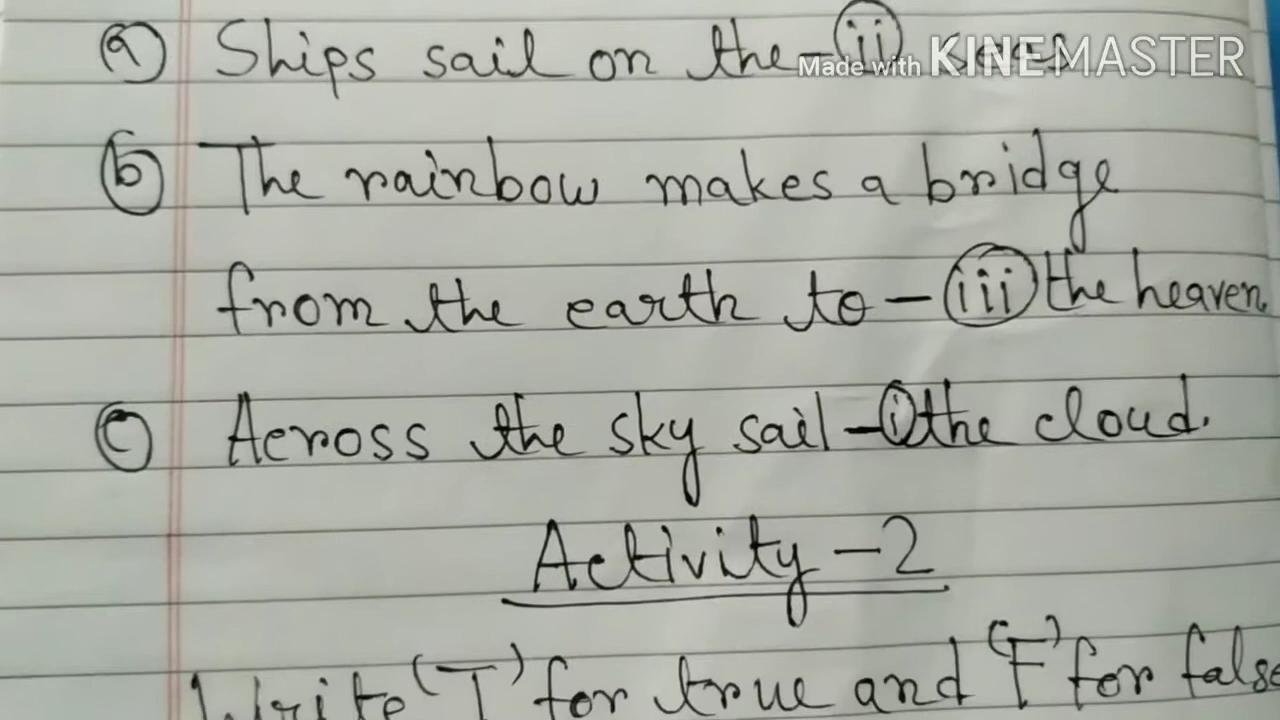 (a) Ships sail on the - (ii) seas
Made with KINEMASTER
(b) The rainbow makes a bridge
from the earth to - (iii) the heaven.
(c) Across the sky sail - (i) the cloud.
Activity - 2
Write 'T' for true and 'F' for false